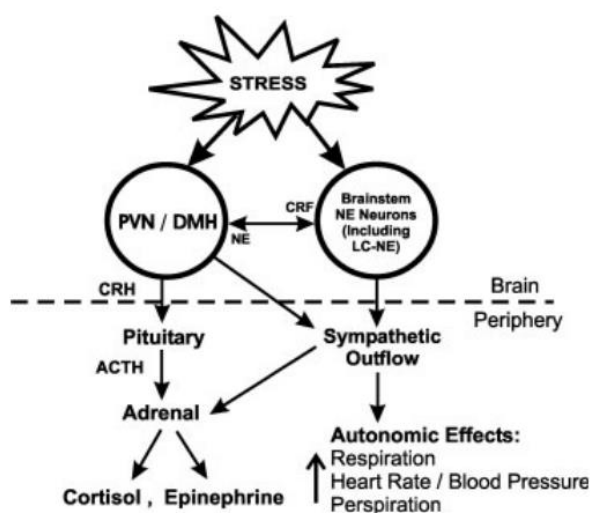 STRESS
PVN / DMH
CRF
NE
Brainstem
NE Neurons
(Including
LC-NE)
CRH
Brain
Periphery
Pituitary
Sympathetic
Outflow
ACTH
Adrenal
Autonomic Effects:
Respiration
Heart Rate / Blood Pressure
Perspiration
Cortisol , Epinephrine